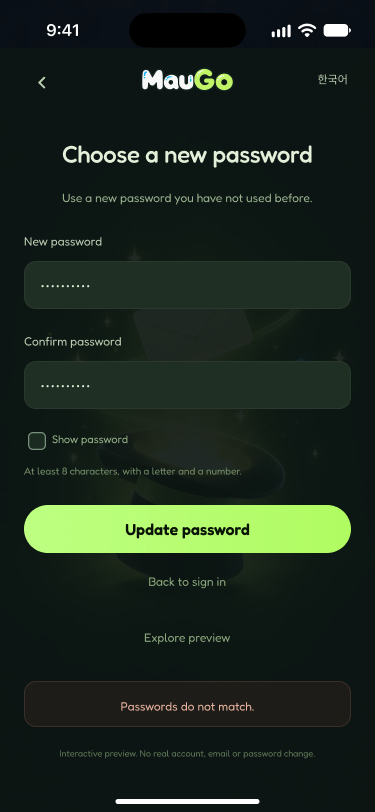 9:41
MauGo
한국어
Choose a new password
Use a new password you have not used before.
New password
••••••••••
Confirm password
••••••••••
Show password
At least 8 characters, with a letter and a number.
Update password
Back to sign in
Explore preview
Passwords do not match.
Interactive preview. No real account, email or password change.